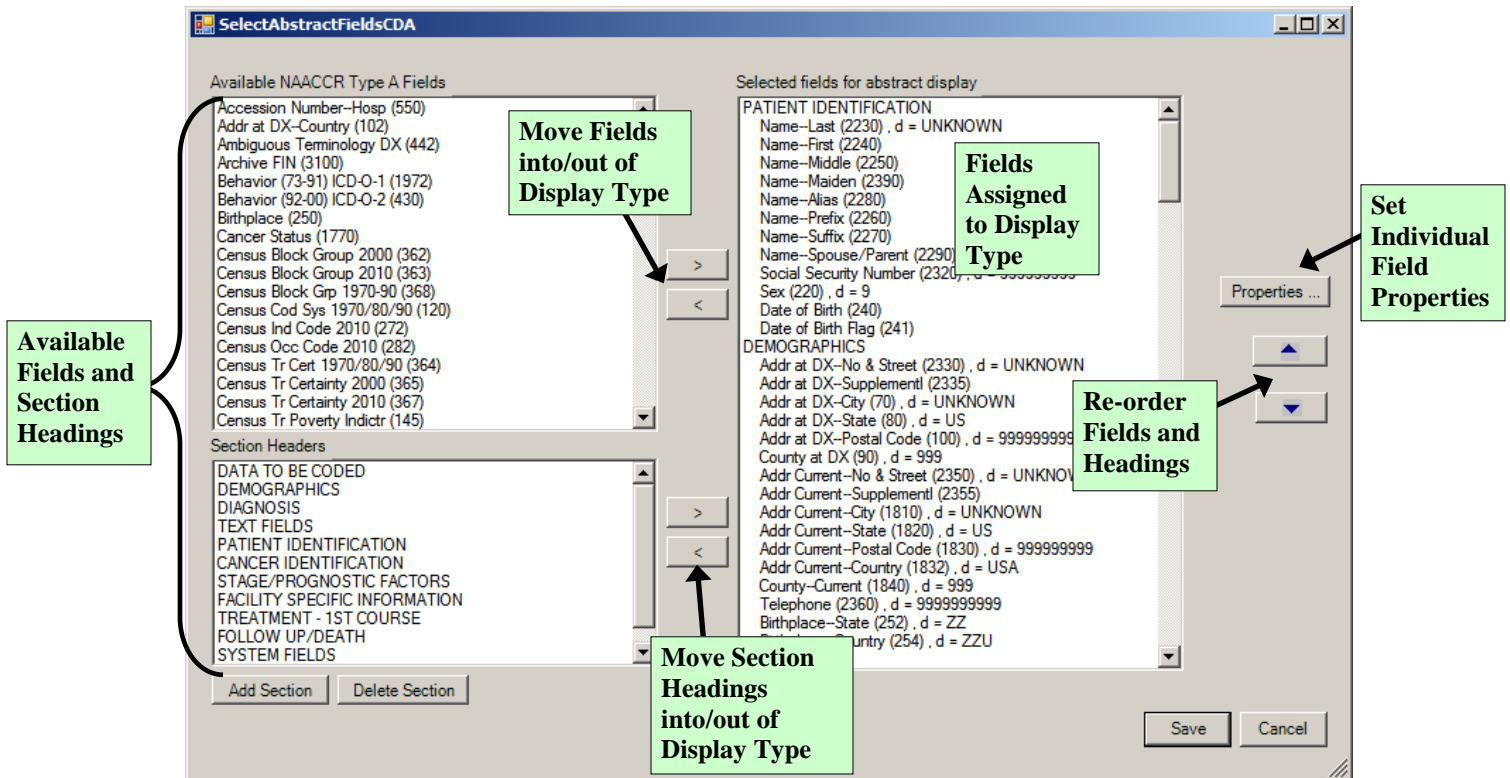 SelectAbstractFieldsCDA
Available NAACCR Type A Fields
Accession Number--Hosp (550)
Addr at DX--Country (102)
Ambiguous Terminology DX (442)
Archive FIN (3100)
Behavior (73-91) ICD-O-1 (1972)
Behavior (92-00) ICD-O-2 (430)
Birthplace (250)
Cancer Status (1770)
Census Block Group 2000 (362)
Census Block Group 2010 (363)
Census Block Grp 1970-90 (368)
Census Cod Sys 1970/80/90 (120)
Census Ind Code 2010 (272)
Census Occ Code 2010 (282)
Census Tr Cert 1970/80/90 (364)
Census Tr Certainty 2000 (365)
Census Tr Certainty 2010 (367)
Census Tr Poverty Indictr (145)
Section Headers
DATA TO BE CODED
DEMOGRAPHICS
DIAGNOSIS
TEXT FIELDS
PATIENT IDENTIFICATION
CANCER IDENTIFICATION
STAGE/PROGNOSTIC FACTORS
FACILITY SPECIFIC INFORMATION
TREATMENT - 1ST COURSE
FOLLOW UP/DEATH
SYSTEM FIELDS
Add Section
Delete Section
Available
Fields and
Section
Headings
Move Fields
into/out of
Display Type
>
<
>
<
Move Section
Headings
into/out of
Display Type
Selected fields for abstract display
PATIENT IDENTIFICATION
Name--Last (2230) , d = UNKNOWN
Name--First (2240)
Name--Middle (2250)
Name--Maiden (2390)
Name--Alias (2280)
Name--Prefix (2260)
Name--Suffix (2270)
Name--Spouse/Parent (2290)
Social Security Number (2320) , d = 999999999
Sex (220) , d = 9
Date of Birth (240)
Date of Birth Flag (241)
DEMOGRAPHICS
Addr at DX--No & Street (2330) , d = UNKNOWN
Addr at DX--Supplementl (2335)
Addr at DX--City (70) , d = UNKNOWN
Addr at DX--State (80) , d = US
Addr at DX--Postal Code (100) , d = 999999999
County at DX (90) , d = 999
Addr Current--No & Street (2350) , d = UNKNOW
Addr Current--Supplementl (2355)
Addr Current--City (1810) , d = UNKNOWN
Addr Current--State (1820) , d = US
Addr Current--Postal Code (1830) , d = 999999999
Addr Current--Country (1832) , d = USA
County--Current (1840) , d = 999
Telephone (2360) , d = 9999999999
Birthplace--State (252) , d = ZZ
untry (254) , d = ZZU
Fields
Assigned
to Display
Type
Set
Individual
Field
Properties
Properties ...
Re-order
Fields and
Headings
Save
Cancel